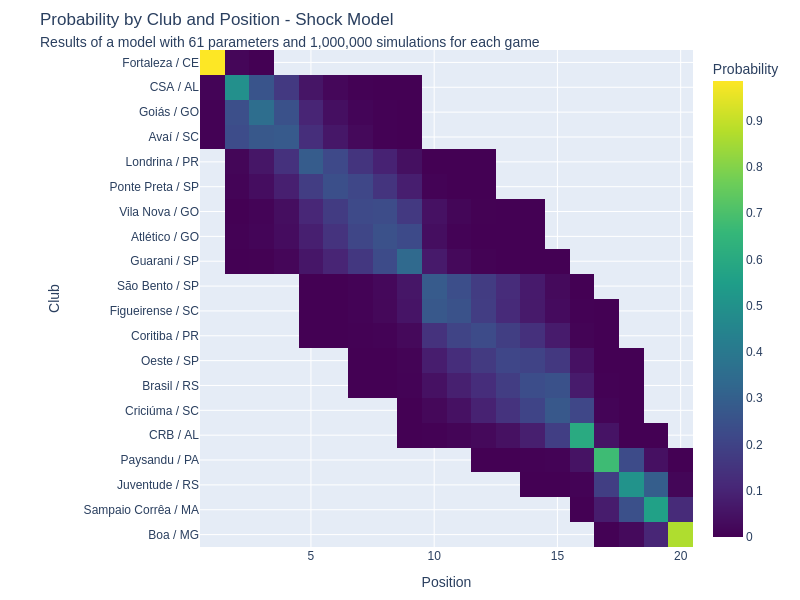 Probability by Club and Position - Shock Model
Results of a model with 61 parameters and 1,000,000 simulations for each game
Probability
Club
Fortaleza / CE
CSA / AL
Goiás / GO
Avaí / SC
Londrina / PR
Ponte Preta / SP
Vila Nova / GO
Atlético / GO
Guarani / SP
São Bento / SP
Figueirense / SC
Coritiba / PR
Oeste / SP
Brasil / RS
Criciúma / SC
CRB / AL
Paysandu / PA
Juventude / RS
Sampaio Corrêa / MA
Boa / MG
0.9
0.8
0.7
0.6
0.5
0.4
0.3
0.2
0.1
0
5 10 15 20
Position